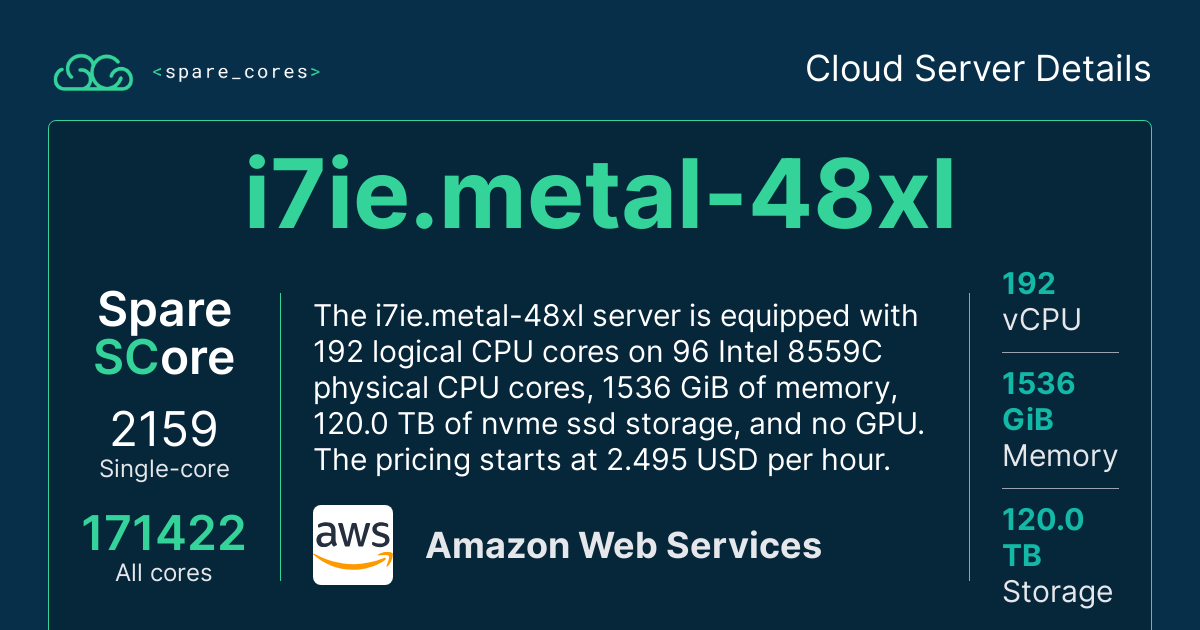 <spare_cores>
Cloud Server Details
i7ie.metal-48xl
Spare
SCore
2159
Single-core
171422
All cores
The i7ie.metal-48xl server is equipped with
192 logical CPU cores on 96 Intel 8559C
physical CPU cores, 1536 GiB of memory,
120.0 TB of nvme ssd storage, and no GPU.
The pricing starts at 2.495 USD per hour.
aws
Amazon Web Services
192
vCPU
1536
GiB
Memory
120.0
TB
Storage